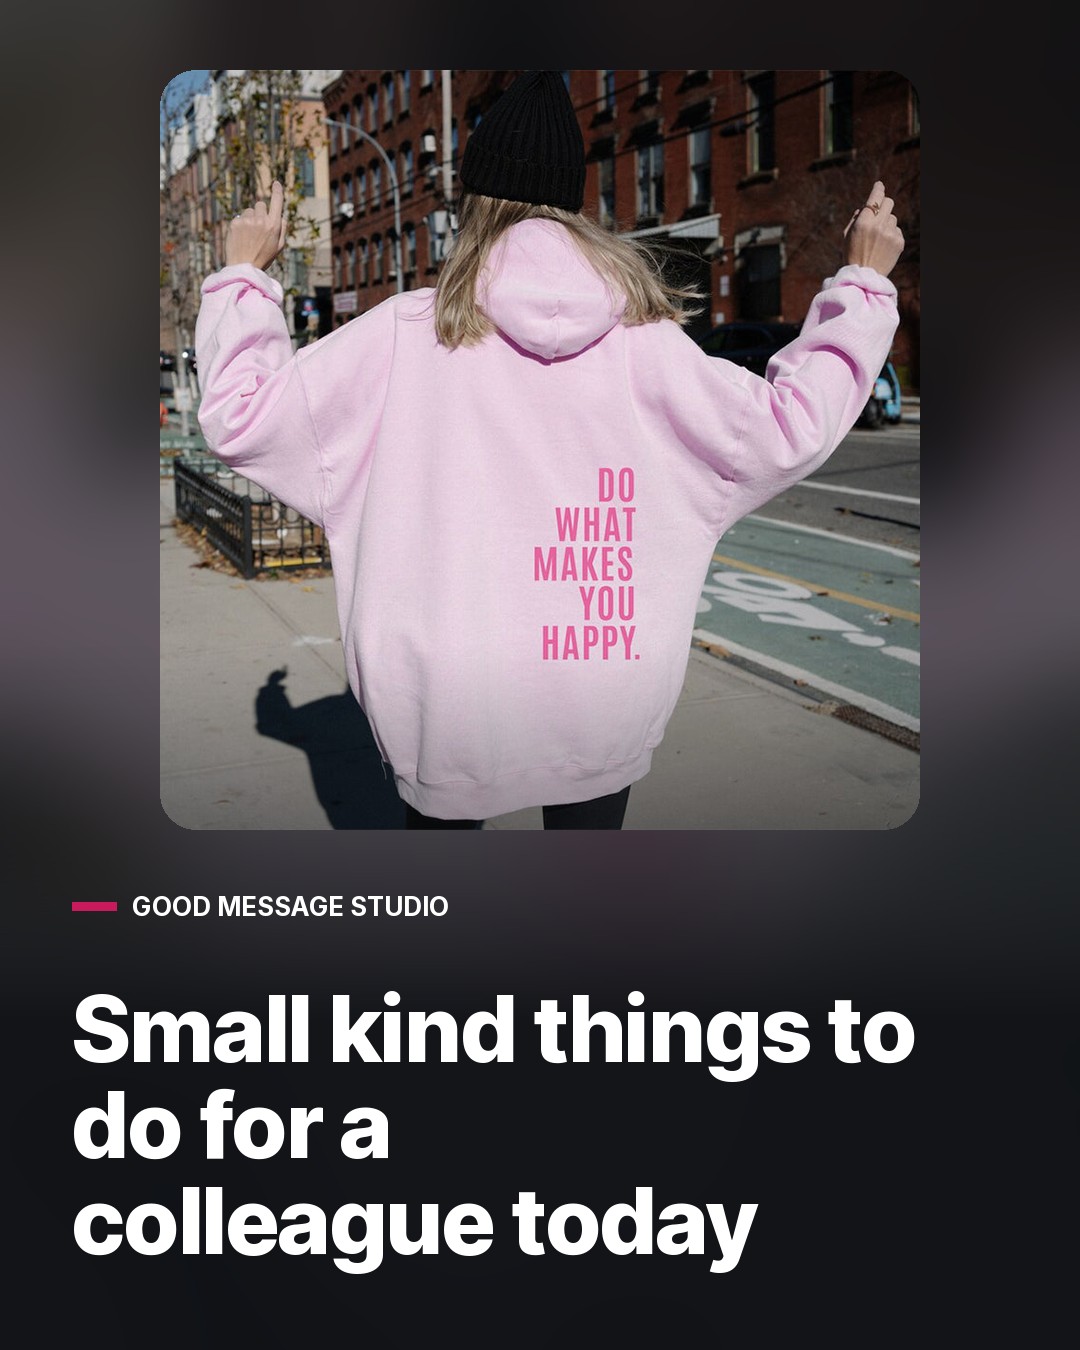 DO
WHAT
MAKES
YOU
HAPPY.
GOOD MESSAGE STUDIO
Small kind things to
do for a
colleague today